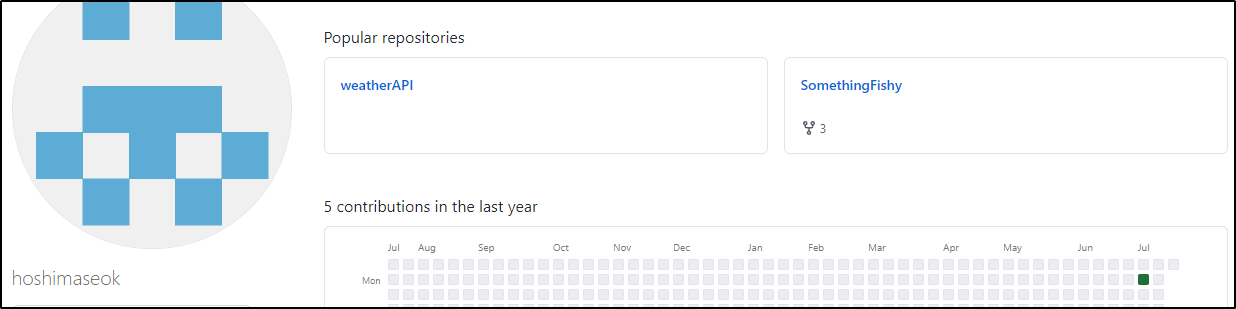 Popular repositories
weatherAPI
SomethingFishy
3
5 contributions in the last year
Jul Aug Sep Oct Nov Dec Jan Feb Mar Apr May Jun Jul
Mon
hoshimaseok